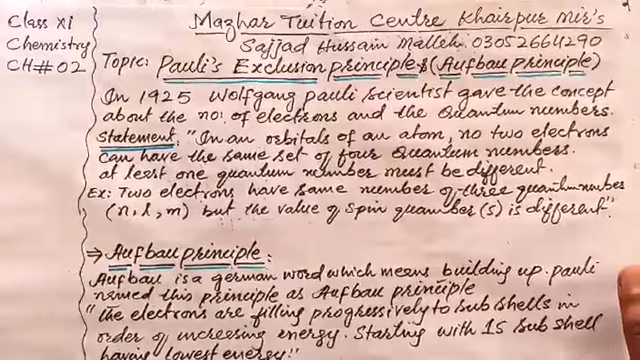 Class XI
Chemistry
CH#02
Mazhar Tuition Centre Khairpur Mir's
Sajjad Hussain Malleh 03052664290
Topic: Pauli's Exclusion principle & (Aufbau principle)
In 1925 Wolfgang pauli scientist gave the concept
about the no: of electrons and the Quantum numbers.
Statement: "In an orbitals of an atom, no two electrons
can have the same set of four Quantum numbers.
at least one quantum number must be different.
Ex: Two electrons have same number of three quantum number
(n, l, m) but the value of spin quamber (s) is different"
⇒ Aufbau principle:
Aufbau is a german word which means building up. pauli
named this principle as Aufbau principle
"the electrons are filling progressively to sub shells in
order of increasing energy. Starting with 1S sub shell
having lowest energy."